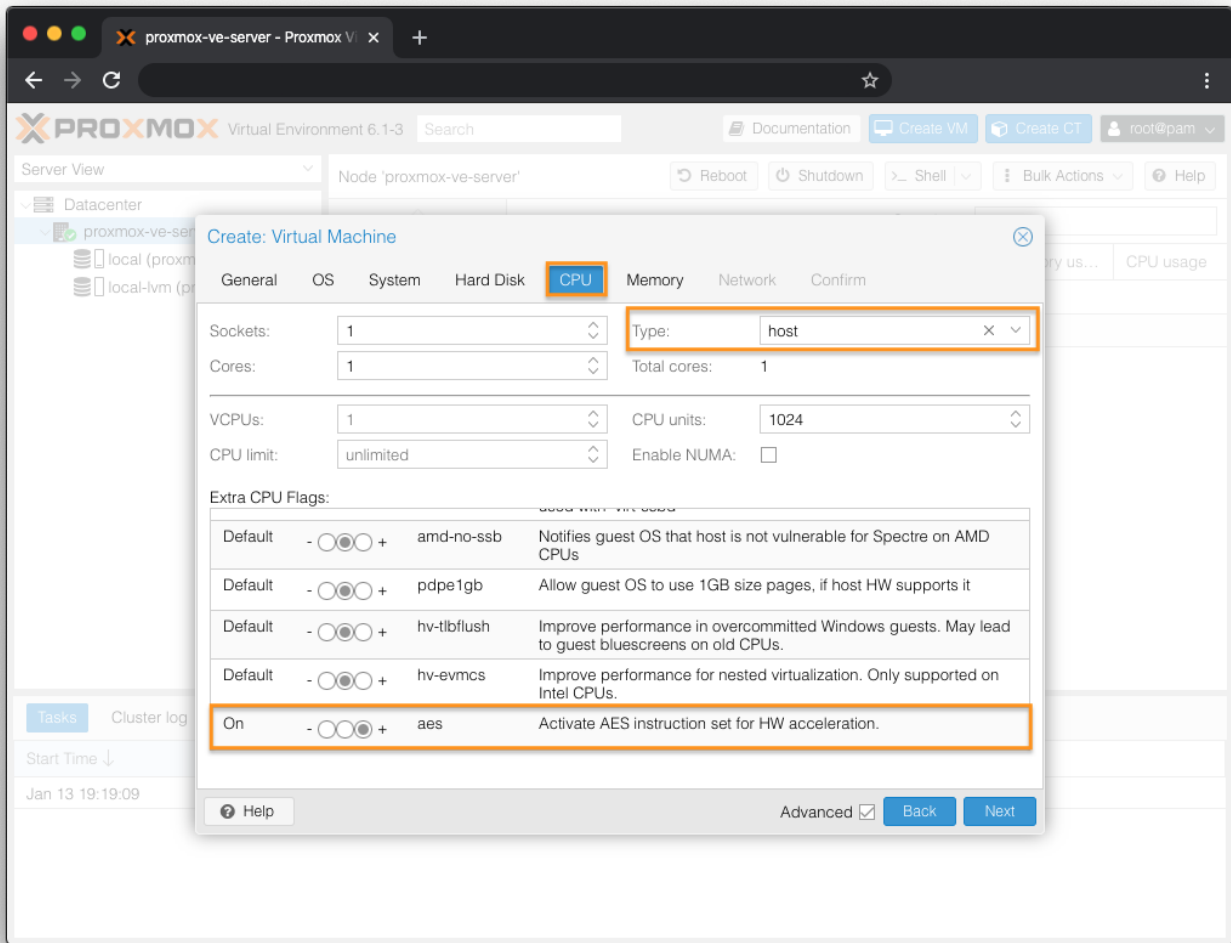 proxmox-ve-server - Proxmox Vi
PROXMOX Virtual Environment 6.1-3 Search Documentation Create VM Create CT root@pam
Server View
Node 'proxmox-ve-server' Reboot Shutdown >_ Shell Bulk Actions Help
Datacenter
proxmox-ve-ser
local (proxm
local-lvm (pr
ry us... CPU usage
Create: Virtual Machine
General OS System Hard Disk CPU Memory Network Confirm
Sockets: 1 Type: host
Cores: 1 Total cores: 1
VCPUs: 1 CPU units: 1024
CPU limit: unlimited Enable NUMA:
Extra CPU Flags:
Default - + amd-no-ssb Notifies guest OS that host is not vulnerable for Spectre on AMD
CPUs
Default - + pdpe1gb Allow guest OS to use 1GB size pages, if host HW supports it
Default - + hv-tlbflush Improve performance in overcommitted Windows guests. May lead
to guest bluescreens on old CPUs.
Default - + hv-evmcs Improve performance for nested virtualization. Only supported on
Intel CPUs.
On - + aes Activate AES instruction set for HW acceleration.
Help Advanced Back Next
Tasks Cluster log
Start Time
Jan 13 19:19:09